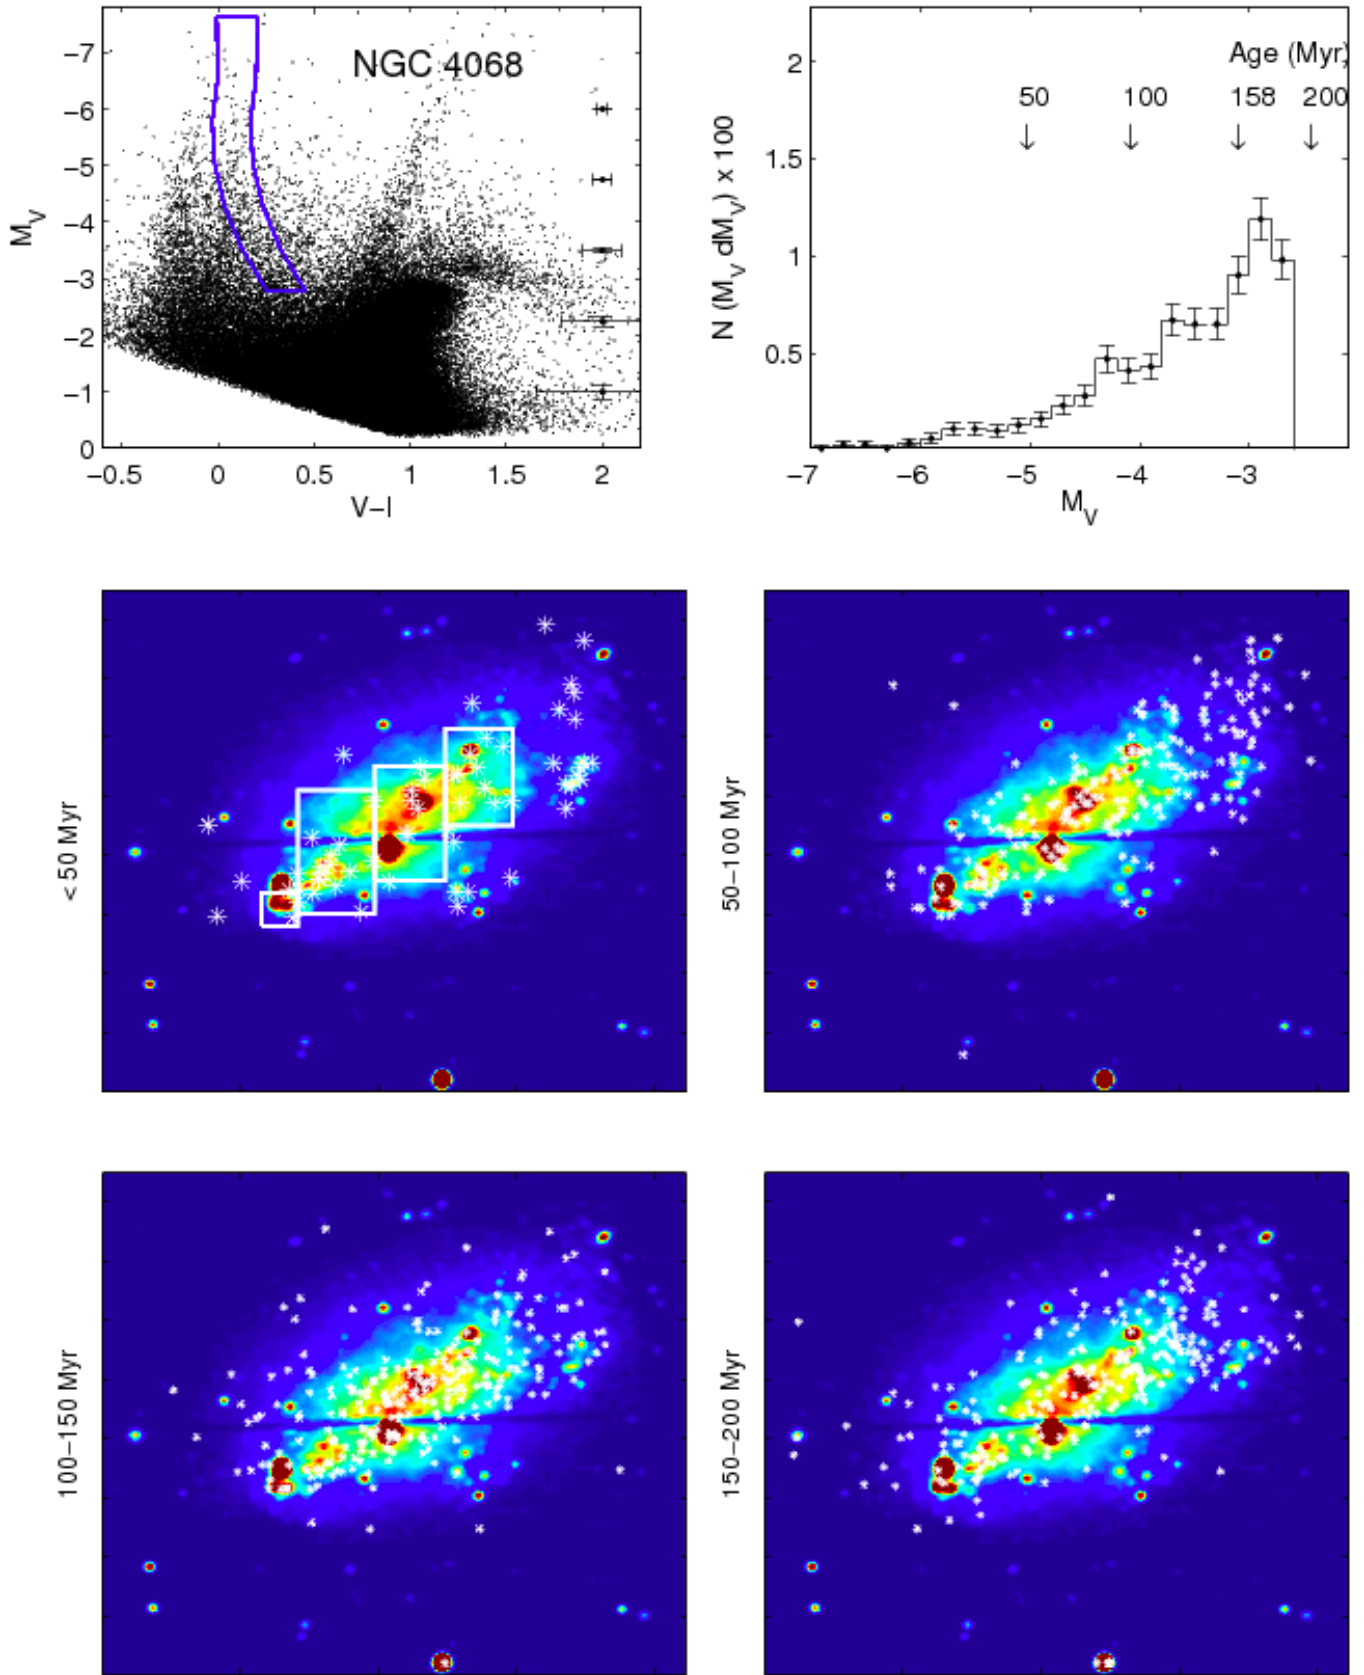 NGC 4068
−7
−6
−5
−4
−3
−2
−1
0
M_V
−0.5 0 0.5 1 1.5 2
V−I
Age (Myr)
50 100 158 200
2
1.5
1
0.5
N (M_V dM_V) x 100
−7 −6 −5 −4 −3
M_V
< 50 Myr
50−100 Myr
100−150 Myr
150−200 Myr